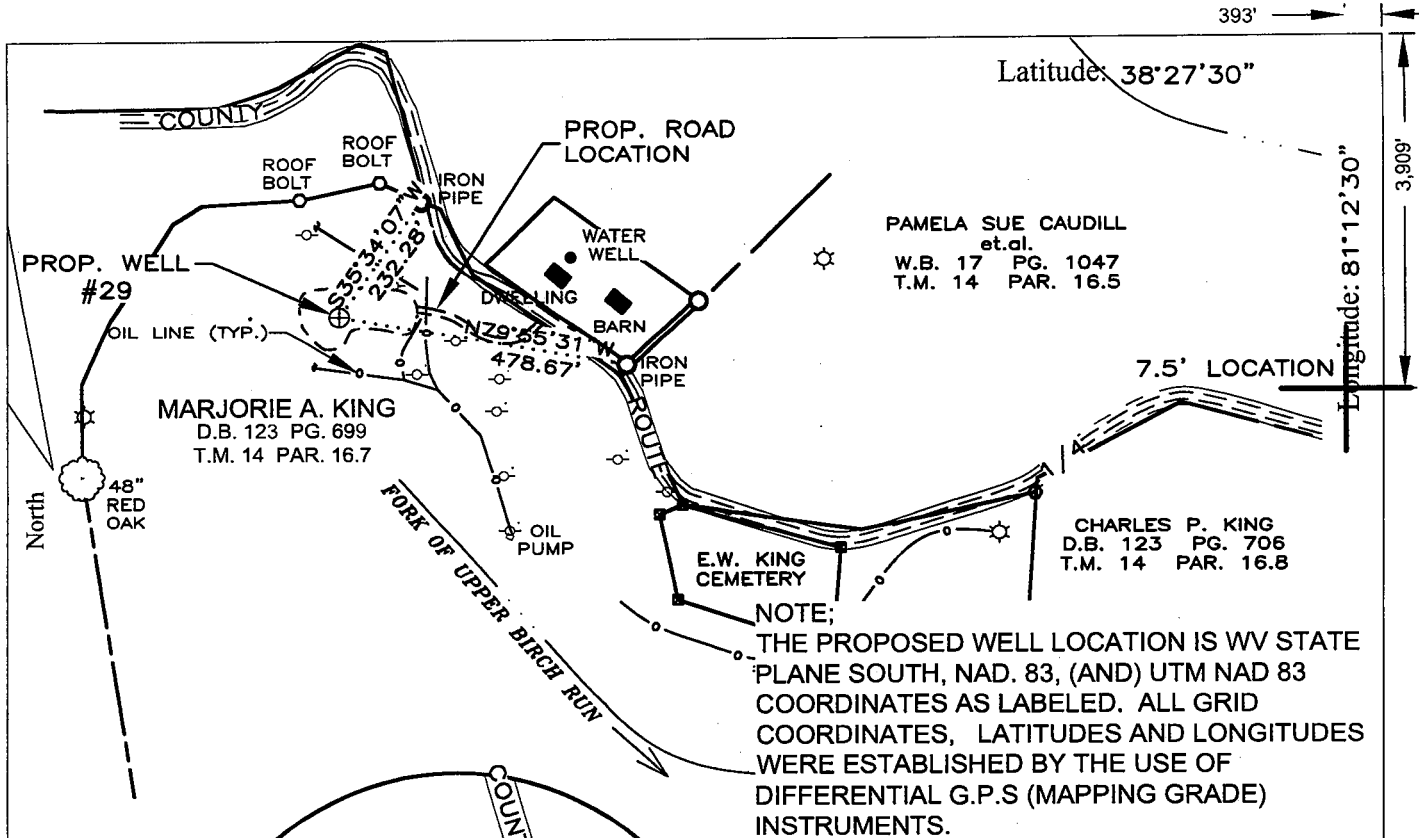 393'
Latitude: 38°27'30"
3,909'
COUNTY
PROP. ROAD
LOCATION
ROOF
BOLT
ROOF
BOLT
IRON
PIPE
S35°34'07"W
232.28'
WATER
WELL
PAMELA SUE CAUDILL
et.al.
W.B. 17 PG. 1047
T.M. 14 PAR. 16.5
Longitude: 81°12'30"
PROP. WELL
#29
DWELLING
BARN
OIL LINE (TYP.)
N79°55'31"W
478.67'
IRON
PIPE
7.5' LOCATION
MARJORIE A. KING
D.B. 123 PG. 699
T.M. 14 PAR. 16.7
ROUTE
1/4
48"
RED
OAK
North
FORK OF UPPER BIRCH RUN
OIL
PUMP
E.W. KING
CEMETERY
CHARLES P. KING
D.B. 123 PG. 706
T.M. 14 PAR. 16.8
NOTE;
THE PROPOSED WELL LOCATION IS WV STATE
PLANE SOUTH, NAD. 83, (AND) UTM NAD 83
COORDINATES AS LABELED. ALL GRID
COORDINATES, LATITUDES AND LONGITUDES
WERE ESTABLISHED BY THE USE OF
DIFFERENTIAL G.P.S (MAPPING GRADE)
INSTRUMENTS.
COUN